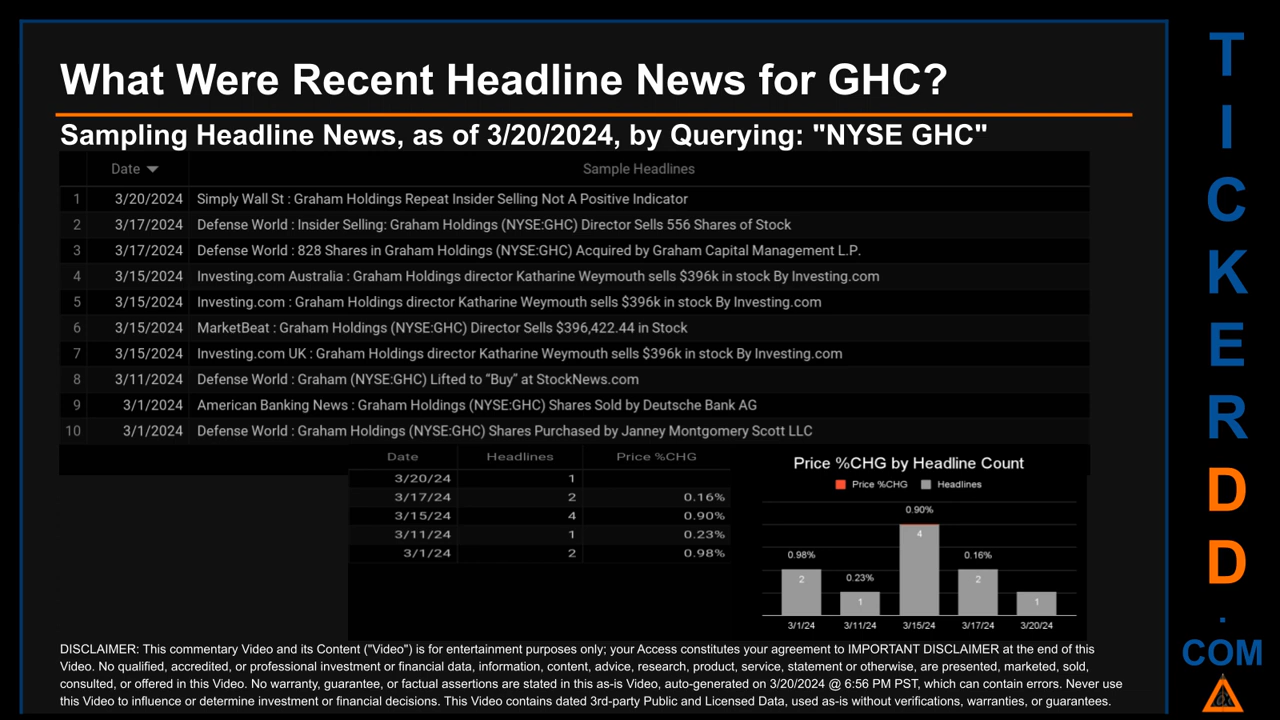 What Were Recent Headline News for GHC?
Sampling Headline News, as of 3/20/2024, by Querying: "NYSE GHC"
Date Sample Headlines
1 3/20/2024 Simply Wall St : Graham Holdings Repeat Insider Selling Not A Positive Indicator
2 3/17/2024 Defense World : Insider Selling: Graham Holdings (NYSE:GHC) Director Sells 556 Shares of Stock
3 3/17/2024 Defense World : 828 Shares in Graham Holdings (NYSE:GHC) Acquired by Graham Capital Management L.P.
4 3/15/2024 Investing.com Australia : Graham Holdings director Katharine Weymouth sells $396k in stock By Investing.com
5 3/15/2024 Investing.com : Graham Holdings director Katharine Weymouth sells $396k in stock By Investing.com
6 3/15/2024 MarketBeat : Graham Holdings (NYSE:GHC) Director Sells $396,422.44 in Stock
7 3/15/2024 Investing.com UK : Graham Holdings director Katharine Weymouth sells $396k in stock By Investing.com
8 3/11/2024 Defense World : Graham (NYSE:GHC) Lifted to “Buy” at StockNews.com
9 3/1/2024 American Banking News : Graham Holdings (NYSE:GHC) Shares Sold by Deutsche Bank AG
10 3/1/2024 Defense World : Graham Holdings (NYSE:GHC) Shares Purchased by Janney Montgomery Scott LLC
Date Headlines Price %CHG
3/20/24 1
3/17/24 2 0.16%
3/15/24 4 0.90%
3/11/24 1 0.23%
3/1/24 2 0.98%
Price %CHG by Headline Count
Price %CHG Headlines
0.90%
4
0.98%
0.16%
0.23%
2
2
1
1
3/1/24 3/11/24 3/15/24 3/17/24 3/20/24
DISCLAIMER: This commentary Video and its Content ("Video") is for entertainment purposes only; your Access constitutes your agreement to IMPORTANT DISCLAIMER at the end of this
Video. No qualified, accredited, or professional investment or financial data, information, content, advice, research, product, service, statement or otherwise, are presented, marketed, sold,
consulted, or offered in this Video. No warranty, guarantee, or factual assertions are stated in this as-is Video, auto-generated on 3/20/2024 @ 6:56 PM PST, which can contain errors. Never use
this Video to influence or determine investment or financial decisions. This Video contains dated 3rd-party Public and Licensed Data, used as-is without verifications, warranties, or guarantees.
T
I
C
K
E
R
D
D
.
COM